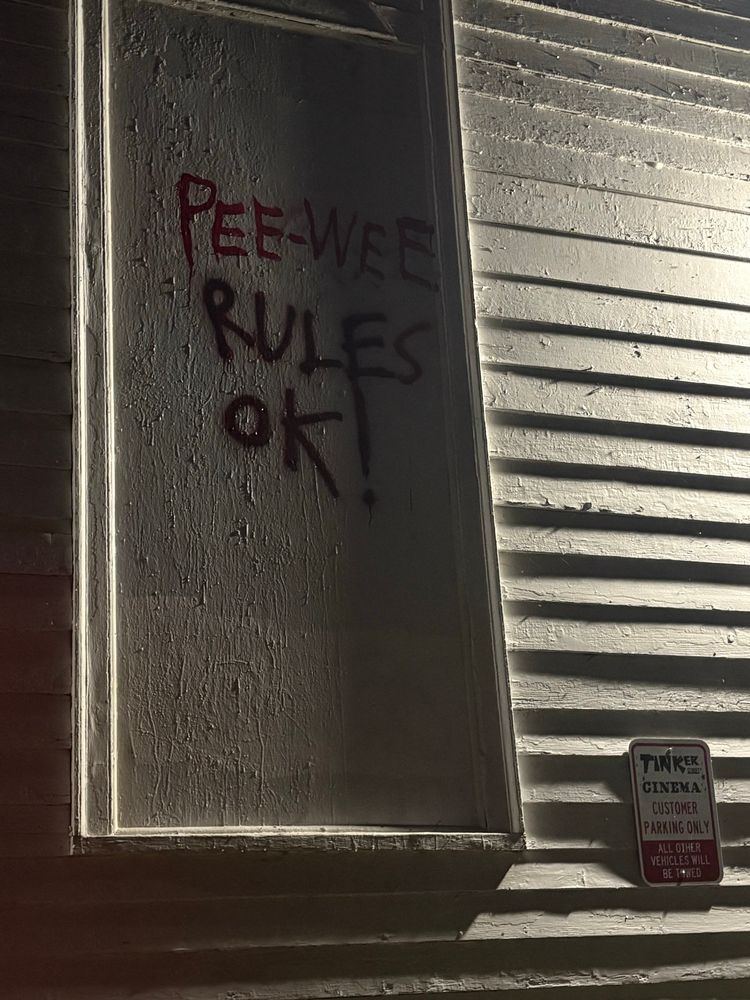 PEE-WEE
RULES
OK!
TINKER
STREET
CINEMA
CUSTOMER
PARKING ONLY
ALL OTHER
VEHICLES WILL
BE TOWED